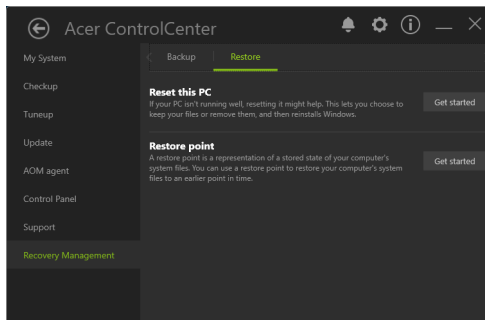 Acer ControlCenter
My System
Checkup
Tuneup
Update
AOM agent
Control Panel
Support
Recovery Management
Backup
Restore
Reset this PC
If your PC isn't running well, resetting it might help. This lets you choose to
keep your files or remove them, and then reinstalls Windows.
Get started
Restore point
A restore point is a representation of a stored state of your computer's
system files. You can use a restore point to restore your computer's system
files to an earlier point in time.
Get started